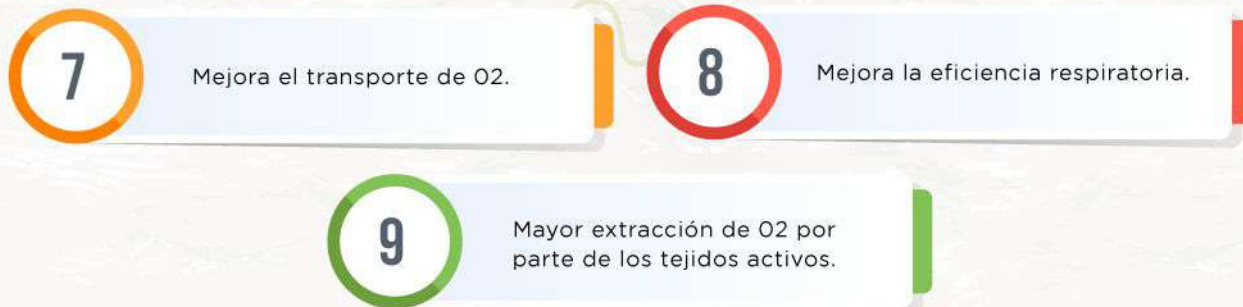 7
Mejora el transporte de 02.
8
Mejora la eficiencia respiratoria.
9
Mayor extracción de 02 por
parte de los tejidos activos.